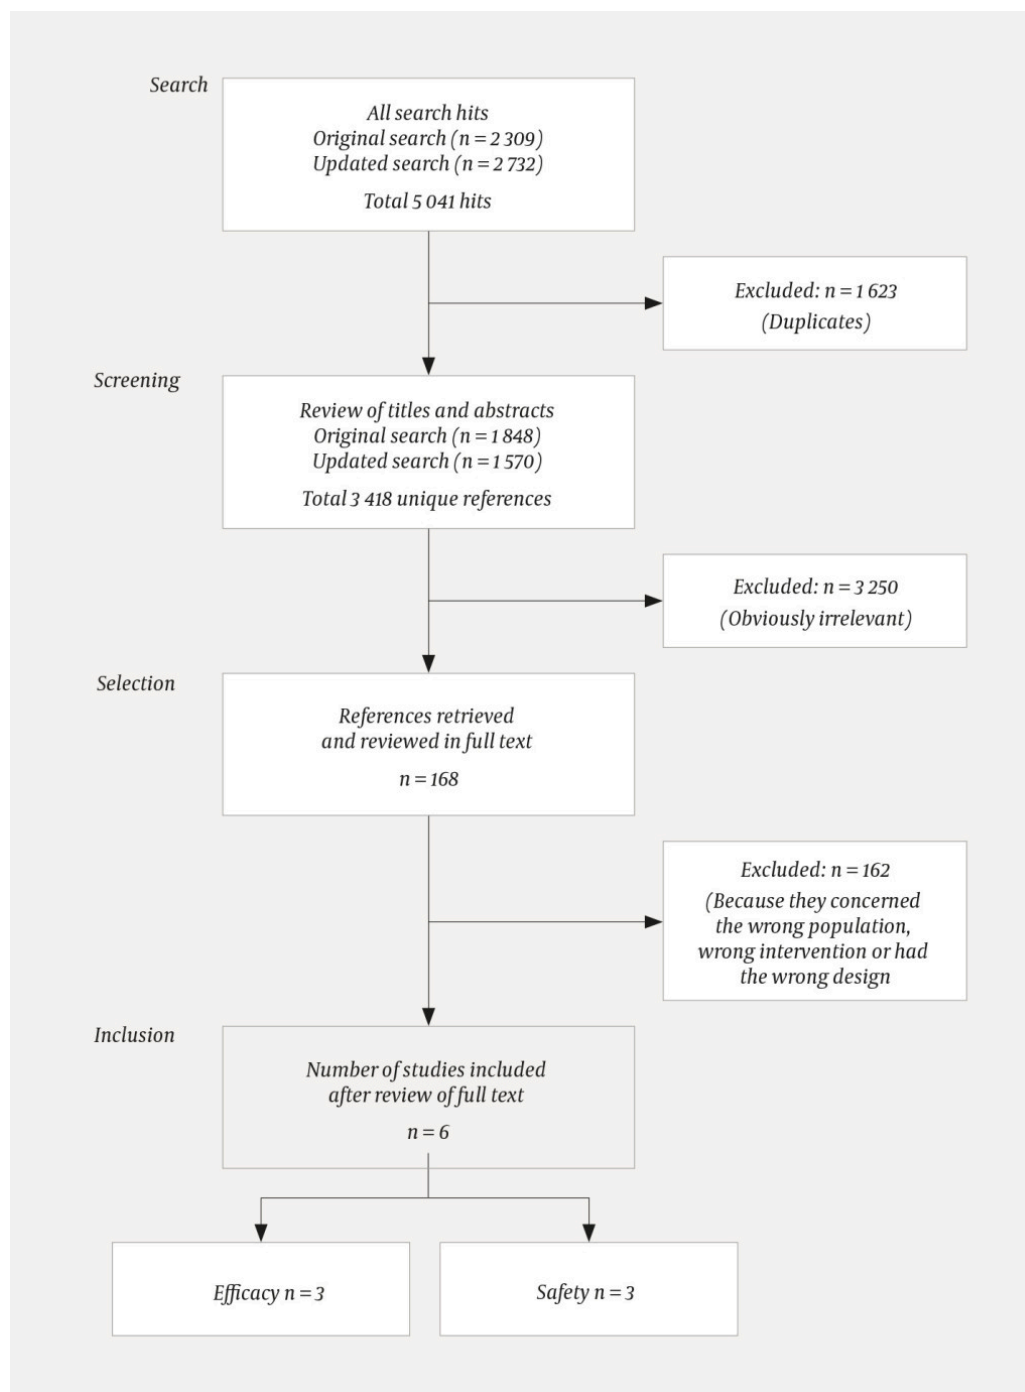 Search
All search hits
Original search (n = 2 309)
Updated search (n = 2 732)
Total 5 041 hits
Excluded: n = 1 623
(Duplicates)
Screening
Review of titles and abstracts
Original search (n = 1 848)
Updated search (n = 1 570)
Total 3 418 unique references
Excluded: n = 3 250
(Obviously irrelevant)
Selection
References retrieved
and reviewed in full text
n = 168
Excluded: n = 162
(Because they concerned
the wrong population,
wrong intervention or had
the wrong design
Inclusion
Number of studies included
after review of full text
n = 6
Efficacy n = 3
Safety n = 3